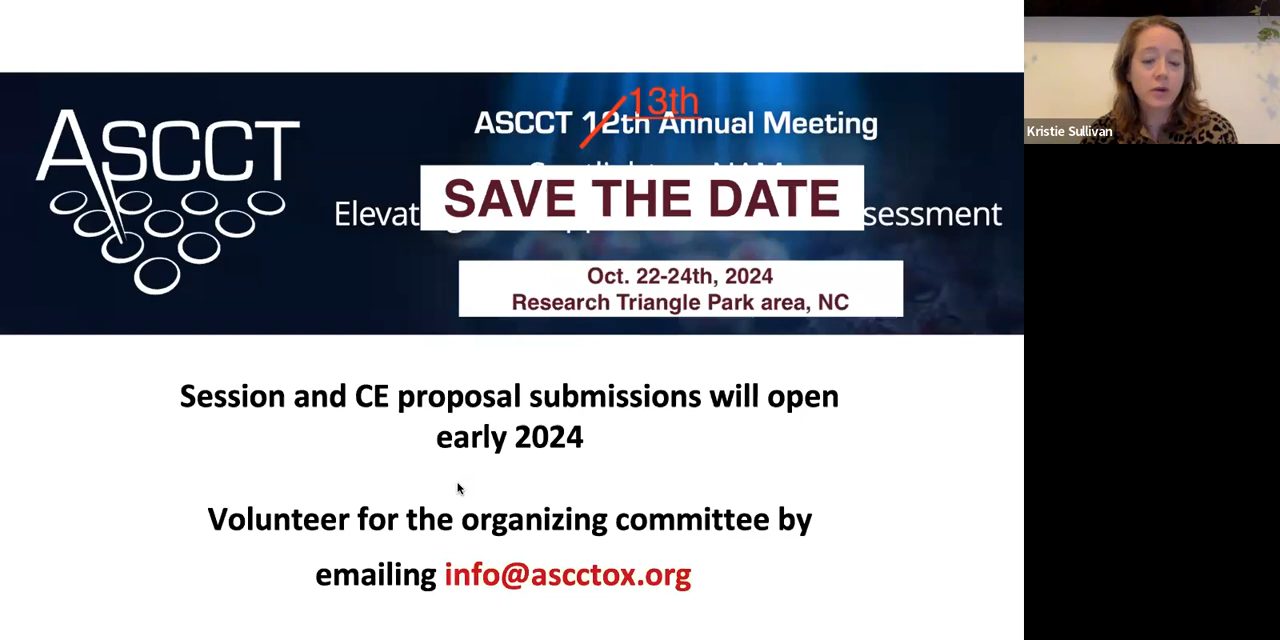 ASCCT
13th
ASCCT 12th Annual Meeting
SAVE THE DATE
Elevat sessment
Oct. 22-24th, 2024
Research Triangle Park area, NC
Session and CE proposal submissions will open
early 2024
Volunteer for the organizing committee by
emailing info@ascctox.org
Kristie Sullivan